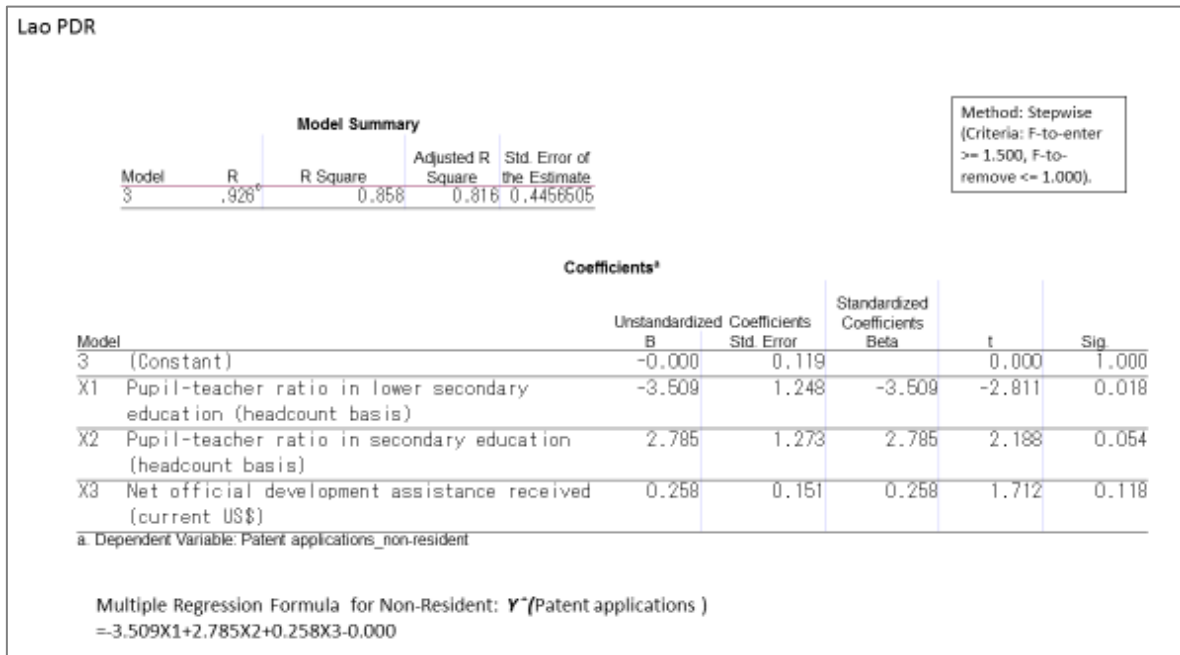 Lao PDR
Method: Stepwise
(Criteria: F-to-enter
>= 1.500, F-to-
remove <= 1.000).
Model Summary
Model R R Square Adjusted R Square Std. Error of the Estimate
3 .926c 0.858 0.816 0.4456505
Coefficientsa
Unstandardized Coefficients Standardized Coefficients
Model B Std. Error Beta t Sig.
3 (Constant) -0.000 0.119 0.000 1.000
X1 Pupil-teacher ratio in lower secondary -3.509 1.248 -3.509 -2.811 0.018
education (headcount basis)
X2 Pupil-teacher ratio in secondary education 2.785 1.273 2.785 2.188 0.054
(headcount basis)
X3 Net official development assistance received 0.258 0.151 0.258 1.712 0.118
(current US$)
a. Dependent Variable: Patent applications_non-resident
Multiple Regression Formula for Non-Resident: Yˆ(Patent applications )
=-3.509X1+2.785X2+0.258X3-0.000